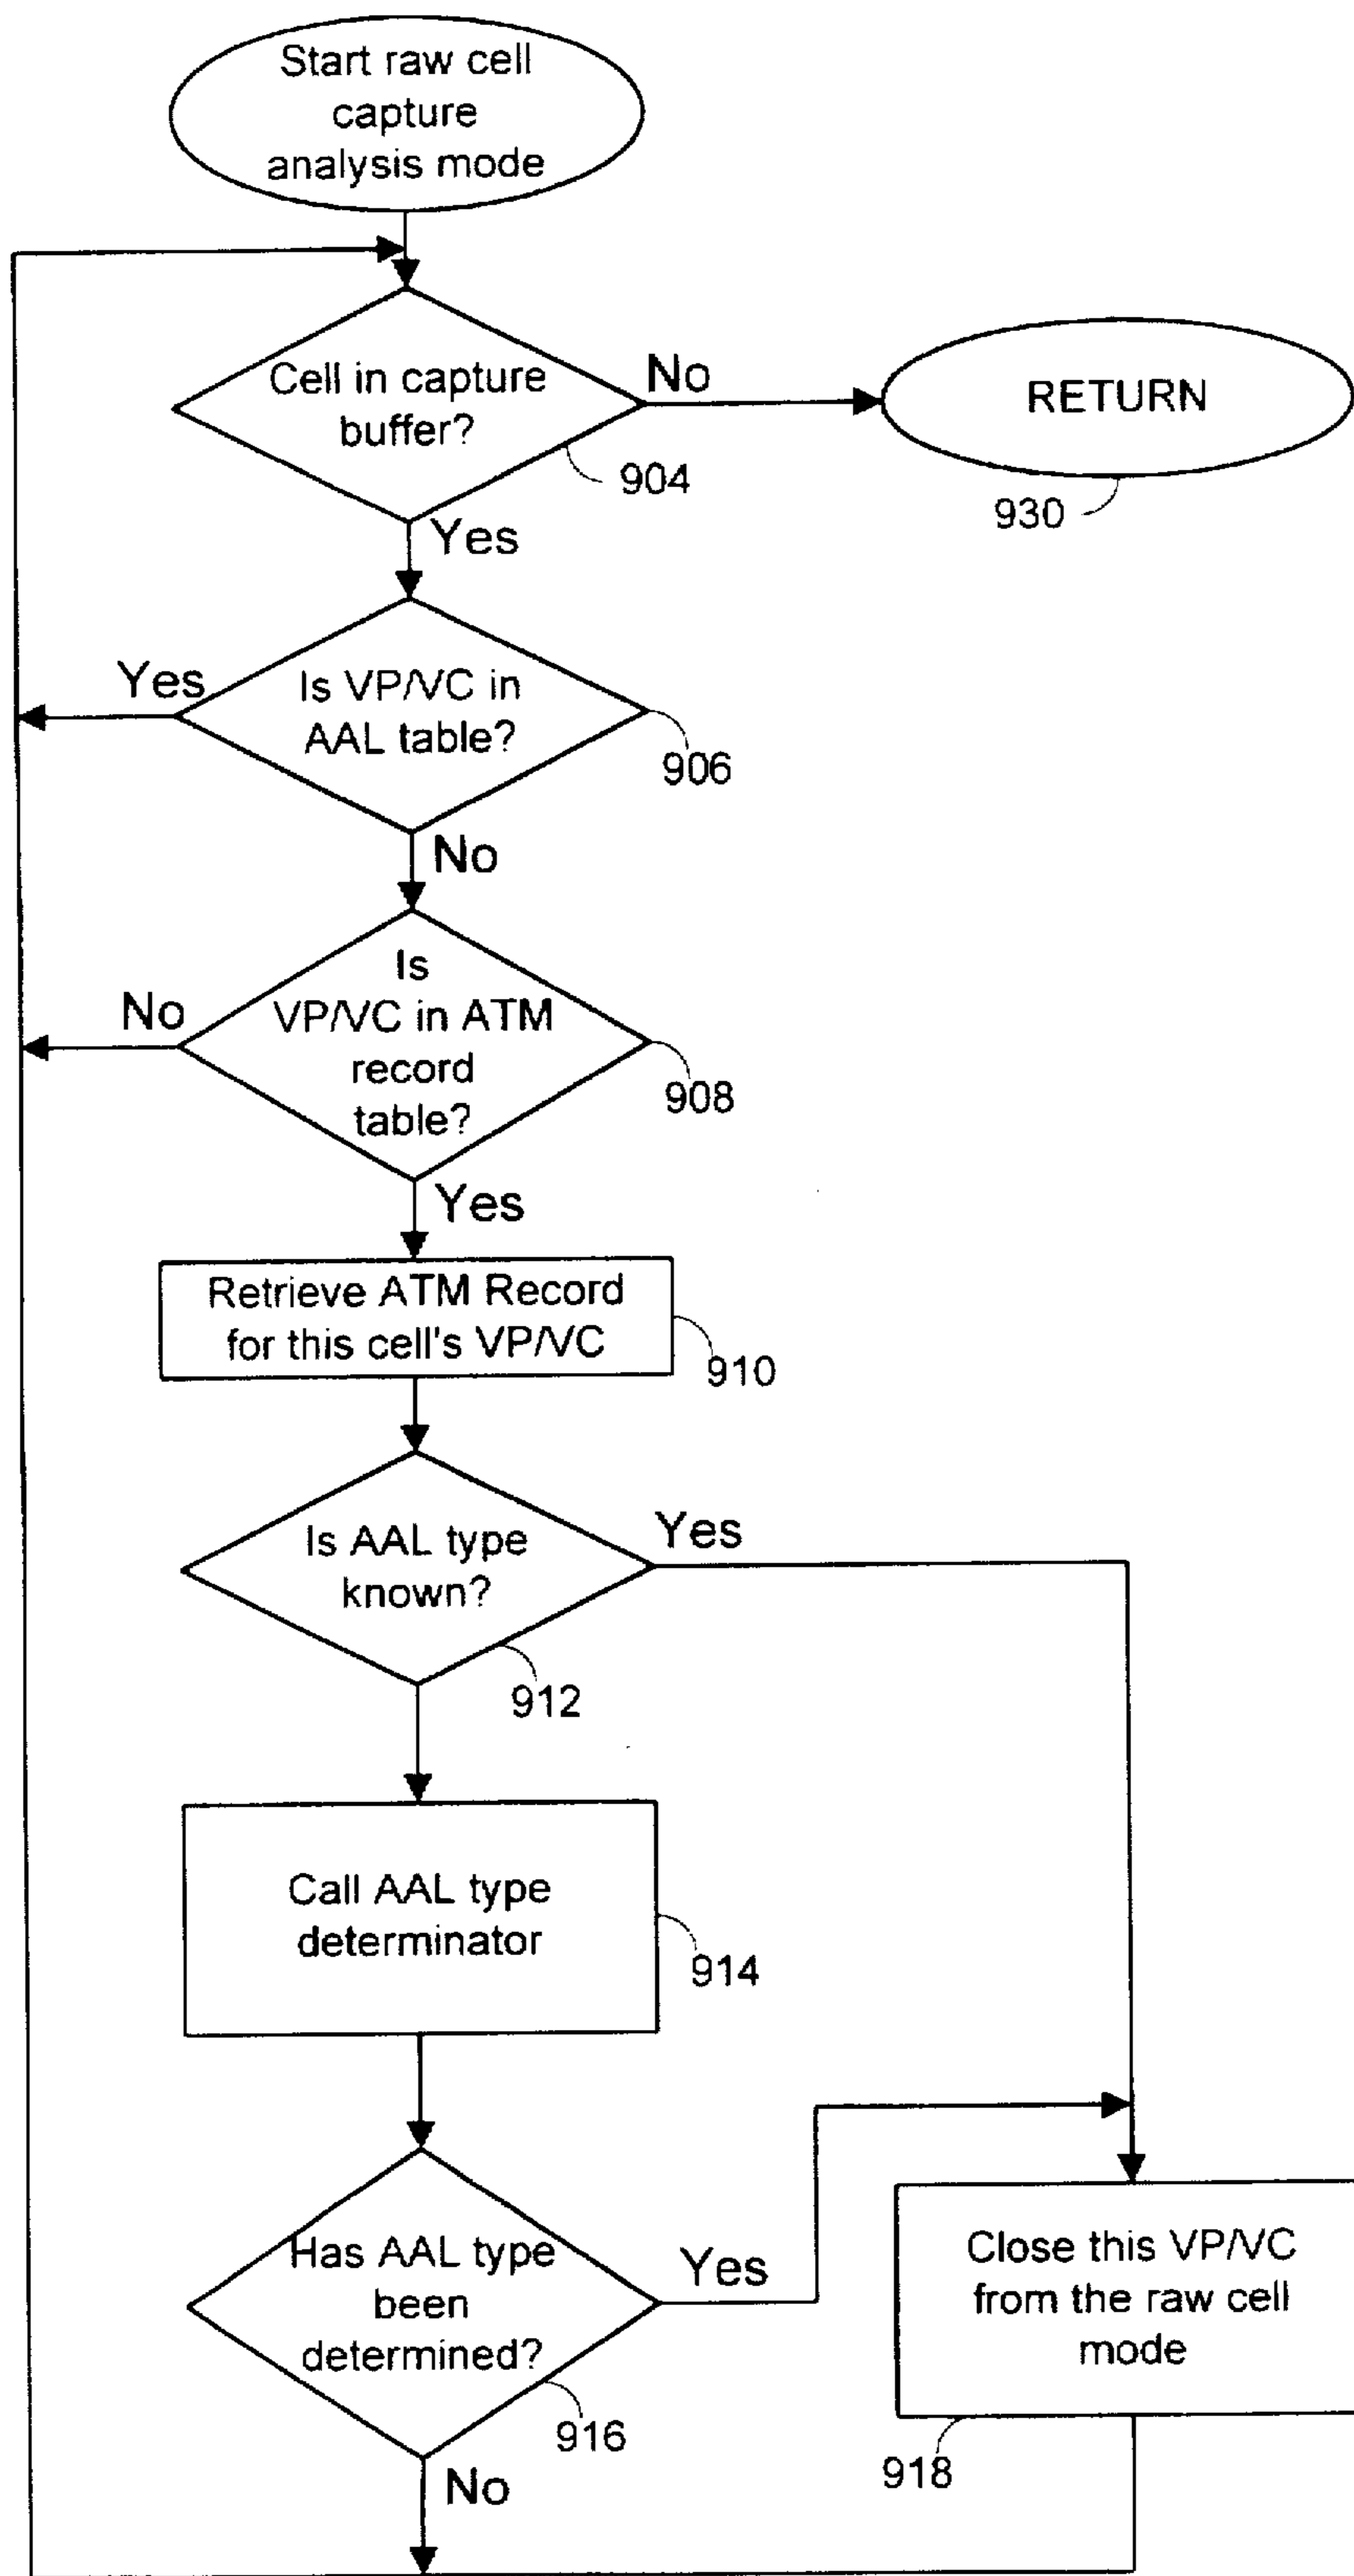 Start raw cell
capture
analysis mode
Cell in capture
buffer?
No
RETURN
904
930
Yes
Yes
Is VP/VC in
AAL table?
906
No
Is
VP/VC in ATM
record
table?
No
908
Yes
Retrieve ATM Record
for this cell's VP/VC
910
Is AAL type
known?
Yes
912
Call AAL type
determinator
914
Has AAL type
been
determined?
Yes
916
No
Close this VP/VC
from the raw cell
mode
918